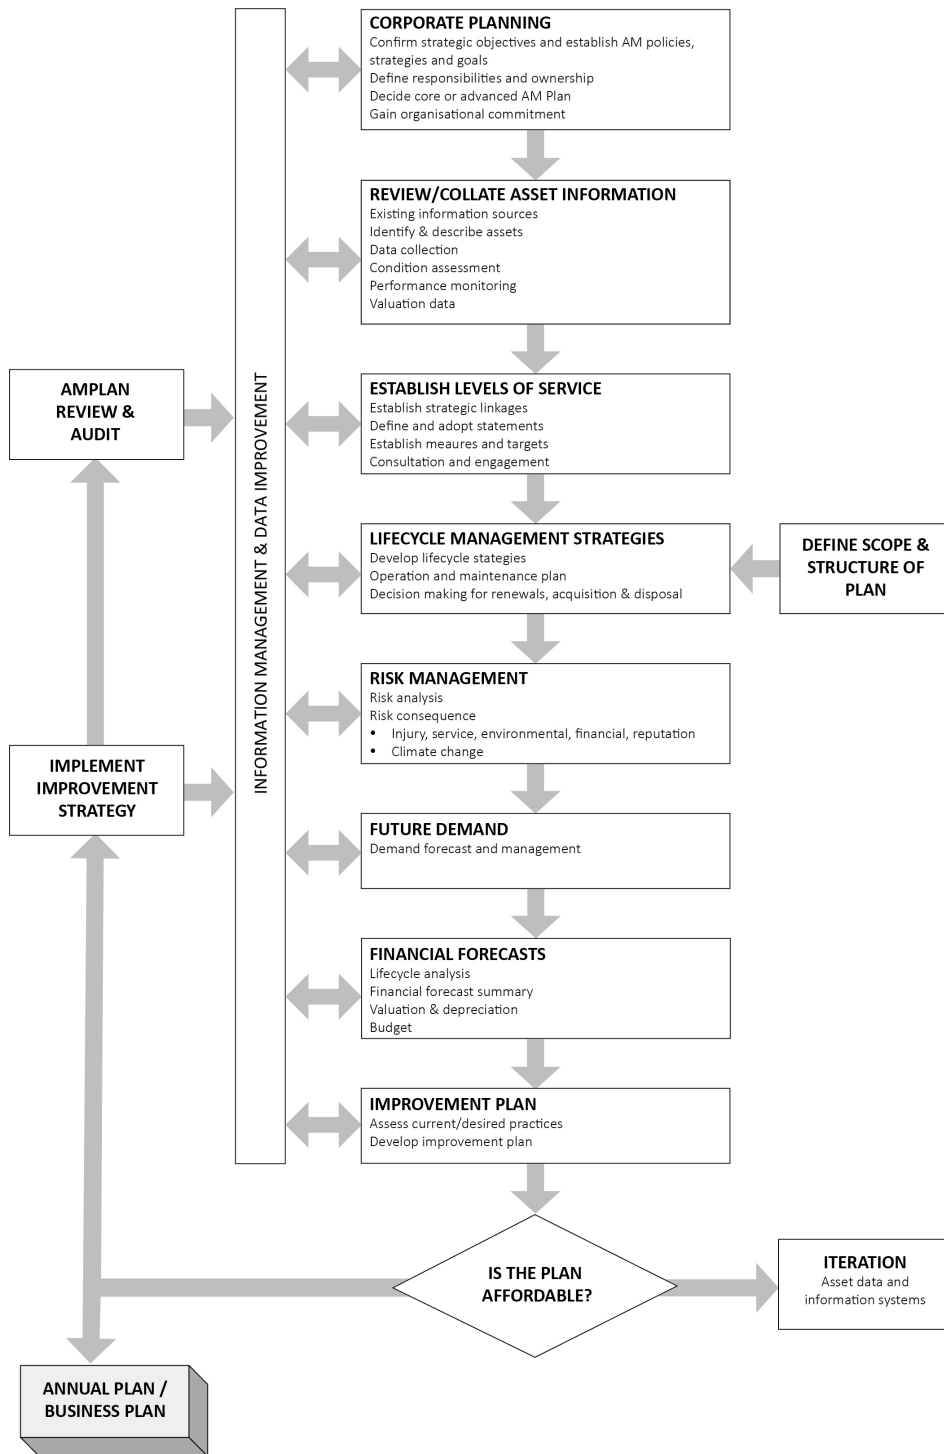 CORPORATE PLANNING
Confirm strategic objectives and establish AM policies,
strategies and goals
Define responsibilities and ownership
Decide core or advanced AM Plan
Gain organisational commitment
REVIEW/COLLATE ASSET INFORMATION
Existing information sources
Identify & describe assets
Data collection
Condition assessment
Performance monitoring
Valuation data
AMPLAN
REVIEW &
AUDIT
INFORMATION MANAGEMENT & DATA IMPROVEMENT
ESTABLISH LEVELS OF SERVICE
Establish strategic linkages
Define and adopt statements
Establish meaures and targets
Consultation and engagement
LIFECYCLE MANAGEMENT STRATEGIES
Develop lifecycle stategies
Operation and maintenance plan
Decision making for renewals, acquisition & disposal
DEFINE SCOPE &
STRUCTURE OF
PLAN
RISK MANAGEMENT
Risk analysis
Risk consequence
• Injury, service, environmental, financial, reputation
• Climate change
IMPLEMENT
IMPROVEMENT
STRATEGY
FUTURE DEMAND
Demand forecast and management
FINANCIAL FORECASTS
Lifecycle analysis
Financial forecast summary
Valuation & depreciation
Budget
IMPROVEMENT PLAN
Assess current/desired practices
Develop improvement plan
IS THE PLAN
AFFORDABLE?
ITERATION
Asset data and
information systems
ANNUAL PLAN /
BUSINESS PLAN